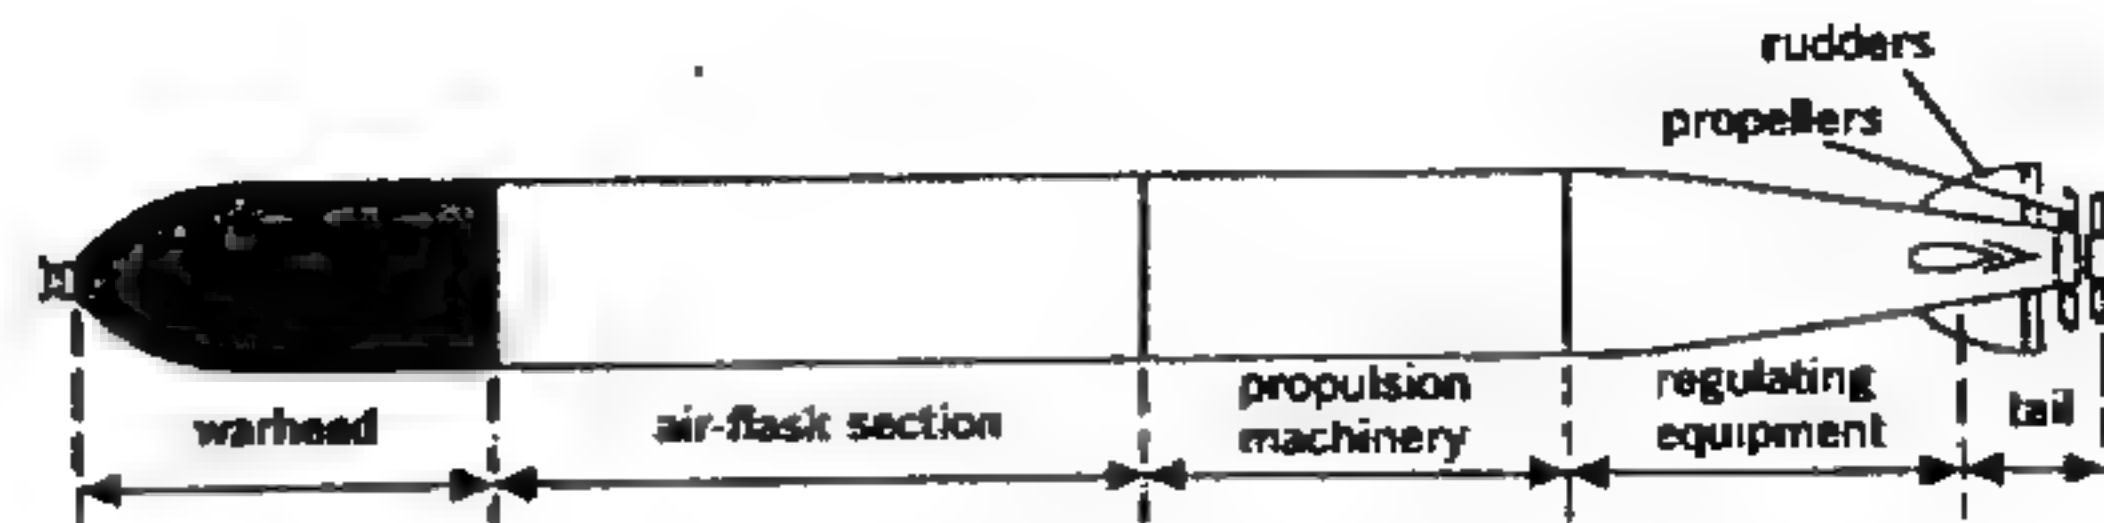 rudders
propellers
warhead
air-flask section
propulsion
machinery
regulating
equipment
tail